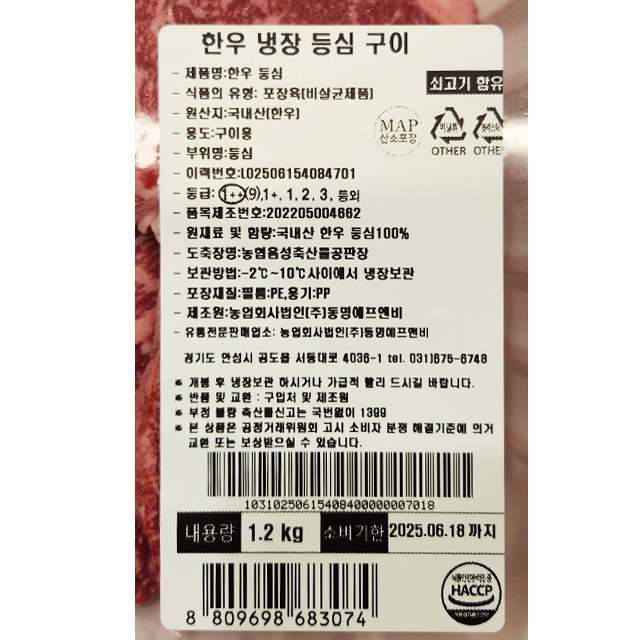 한우 냉장 등심 구이
- 제품명:한우 등심
쇠고기 함유
- 식품의 유형: 포장육[비살균제품]
- 원산지:국내산[한우]
MAP
산소포장
- 용도:구이용
OTHER OTHE
- 부위명:등심
- 이력번호:L02506154084701
- 등급: 1++(9),1+, 1, 2, 3, 등외
- 품목제조번호:202205004662
- 원재료 및 함량:국내산 한우 등심100%
- 도축장명:농협음성축산물공판장
- 보관방법:-2℃~10℃사이에서 냉장보관
- 포장재질:필름:PE,용기:PP
- 제조원:농업회사법인(주)동명에프앤비
- 유통전문판매업소: 농업회사법인(주)동명에프앤비
경기도 안성시 공도읍 서동대로 4036-1 tel. 031)675-6748
※ 개봉 후 냉장보관 하시거나 가급적 빨리 드시길 바랍니다.
※ 반품 및 교환 : 구입처 및 제조원
※ 부정 불량 축산물신고는 국번없이 1399
※ 본 상품은 공정거래위원회 고시 소비자 분쟁 해결기준에 의거
교환 또는 보상받으실 수 있습니다.
10310250615408400000007018
내용량 1.2 kg 소비기한 2025.06.18 까지
HACCP
8 809698 683074